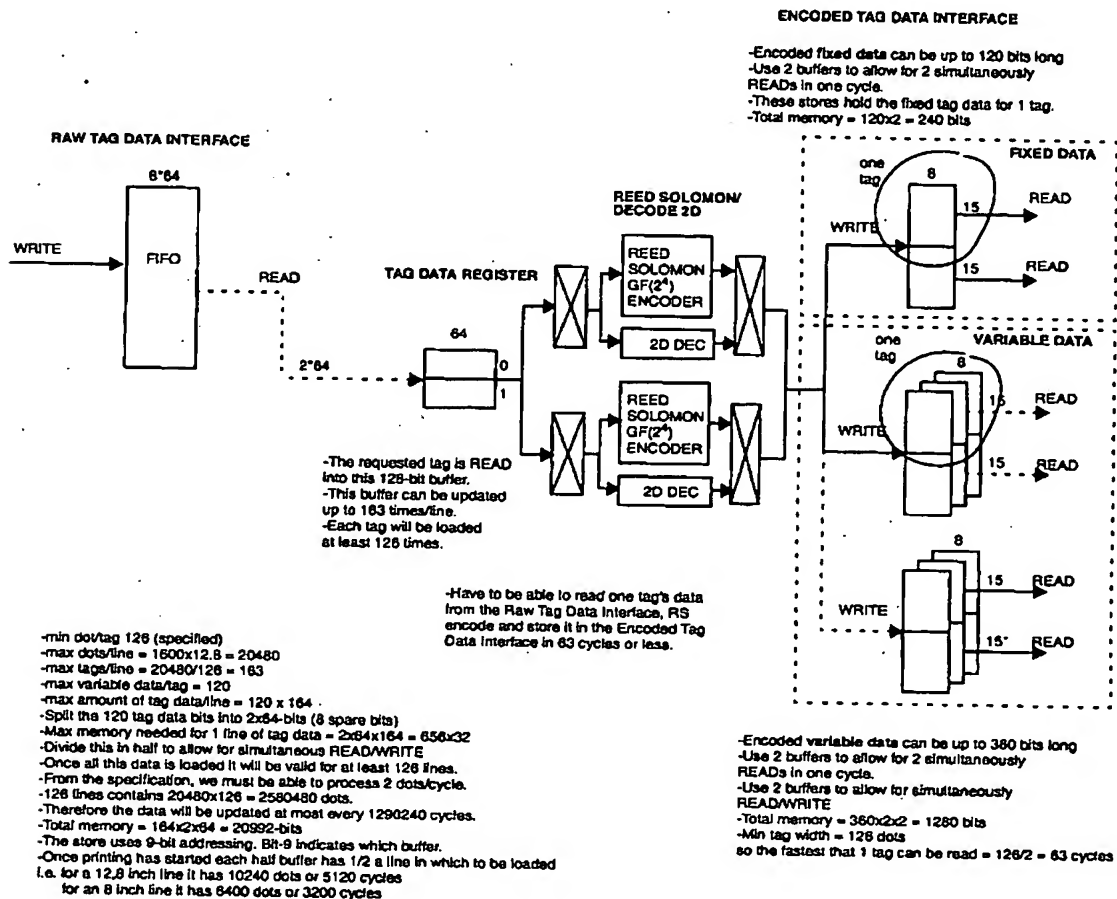 ENCODED TAG DATA INTERFACE
-Encoded fixed data can be up to 120 bits long
-Use 2 buffers to allow for 2 simultaneously
READs in one cycle.
-These stores hold the fixed tag data for 1 tag.
-Total memory = 120x2 = 240 bits
RAW TAG DATA INTERFACE
8*64
WRITE
FIFO
READ
2*64
TAG DATA REGISTER
64
0
1
-The requested tag is READ
into this 128-bit buffer.
-This buffer can be updated
up to 163 times/line.
-Each tag will be loaded
at least 126 times.
REED SOLOMON/
DECODE 2D
REED
SOLOMON
GF(2⁴)
ENCODER
2D DEC
REED
SOLOMON
GF(2⁴)
ENCODER
2D DEC
-Have to be able to read one tag's data
from the Raw Tag Data Interface, RS
encode and store it in the Encoded Tag
Data Interface in 63 cycles or less.
FIXED DATA
one
tag
8
WRITE
15
READ
15
READ
VARIABLE DATA
one
tag
8
WRITE
15
READ
15
READ
8
WRITE
15
READ
15"
READ
-min dot/tag 126 (specified)
-max dots/line = 1600x12.8 = 20480
-max tags/line = 20480/126 = 163
-max variable data/tag = 120
-max amount of tag data/line = 120 x 164
-Split the 120 tag data bits into 2x64-bits (8 spare bits)
-Max memory needed for 1 line of tag data = 2x64x164 = 656x32
-Divide this in half to allow for simultaneous READ/WRITE
-Once all this data is loaded it will be valid for at least 126 lines.
-From the specification, we must be able to process 2 dots/cycle.
-126 lines contains 20480x126 = 2580480 dots.
-Therefore the data will be updated at most every 1290240 cycles.
-Total memory = 164x2x64 = 20992-bits
-The store uses 9-bit addressing. Bit-9 indicates which buffer.
-Once printing has started each half buffer has 1/2 a line in which to be loaded
i.e. for a 12.8 inch line it has 10240 dots or 5120 cycles
for an 8 inch line it has 6400 dots or 3200 cycles
-Encoded variable data can be up to 360 bits long
-Use 2 buffers to allow for 2 simultaneously
READs in one cycle.
-Use 2 buffers to allow for simultaneously
READ/WRITE
-Total memory = 360x2x2 = 1280 bits
-Min tag width = 126 dots
so the fastest that 1 tag can be read = 126/2 = 63 cycles